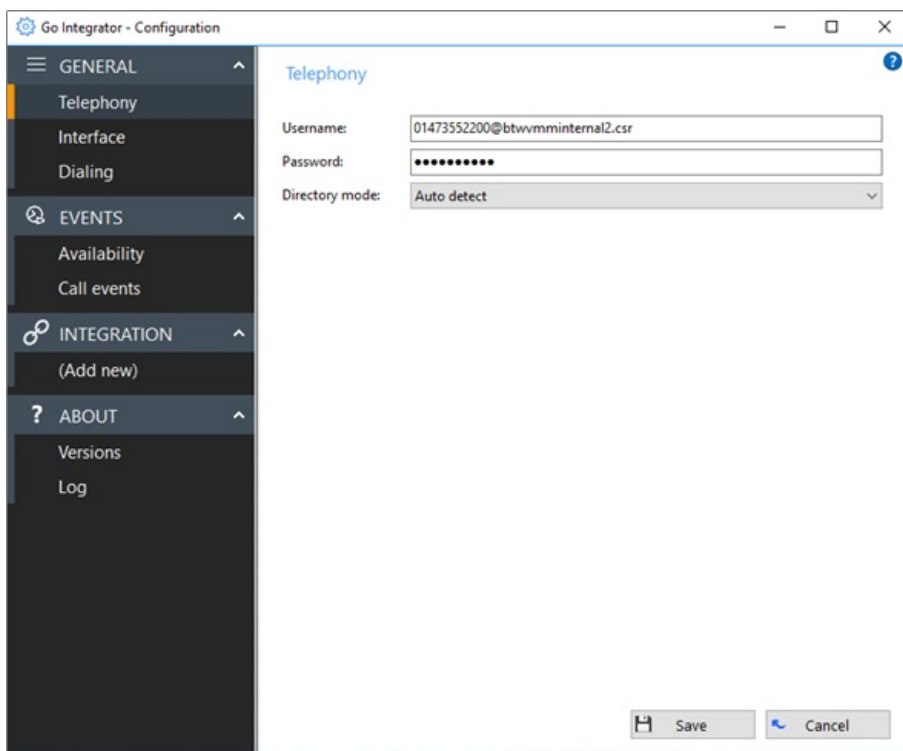 Go Integrator - Configuration
GENERAL
Telephony
Interface
Dialing
EVENTS
Availability
Call events
INTEGRATION
(Add new)
? ABOUT
Versions
Log
?
Telephony
Username: 01473552200@btwvmminternal2.csr
Password: ●●●●●●●●●●
Directory mode: Auto detect
Save Cancel